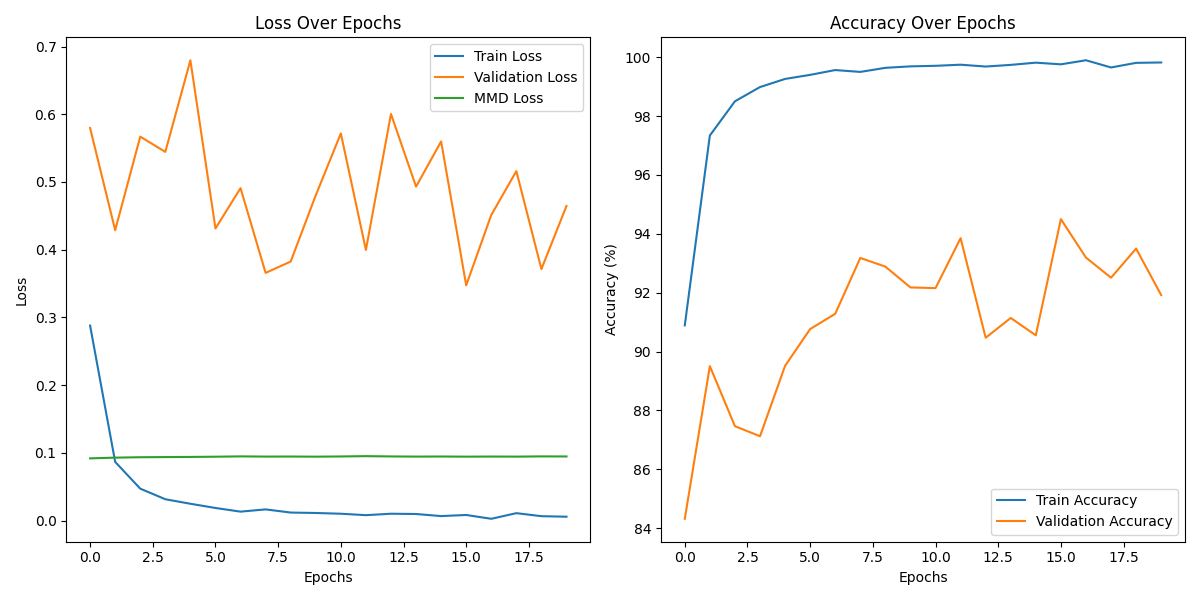 Loss Over Epochs
0.7
0.6
0.5
0.4
0.3
0.2
0.1
0.0
Loss
Train Loss
Validation Loss
MMD Loss
0.0 2.5 5.0 7.5 10.0 12.5 15.0 17.5
Epochs
Accuracy Over Epochs
100
98
96
94
92
90
88
86
84
Accuracy (%)
Train Accuracy
Validation Accuracy
0.0 2.5 5.0 7.5 10.0 12.5 15.0 17.5
Epochs